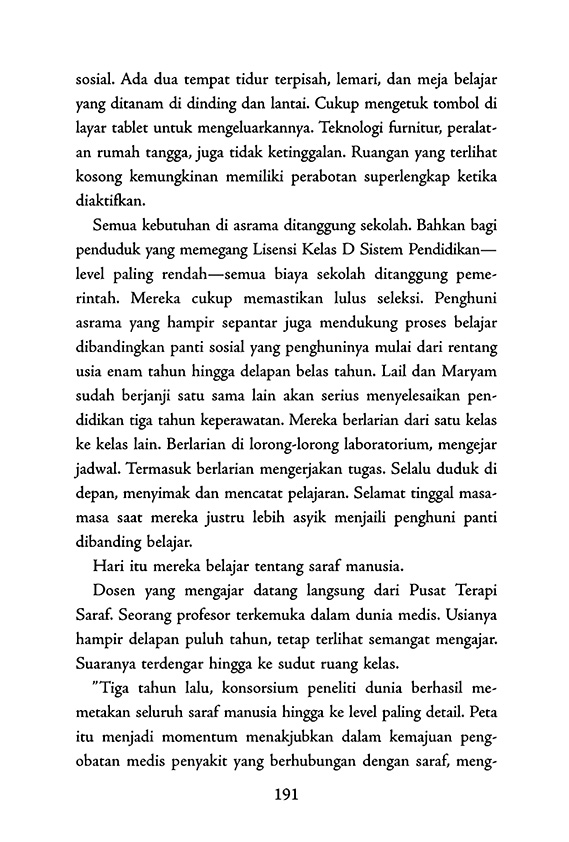 sosial. Ada dua tempat tidur terpisah, lemari, dan meja belajar
yang ditanam di dinding dan lantai. Cukup mengetuk tombol di
layar tablet untuk mengeluarkannya. Teknologi furnitur, peralat-
an rumah tangga, juga tidak ketinggalan. Ruangan yang terlihat
kosong kemungkinan memiliki perabotan superlengkap ketika
diaktifkan.
Semua kebutuhan di asrama ditanggung sekolah. Bahkan bagi
penduduk yang memegang Lisensi Kelas D Sistem Pendidikan—
level paling rendah—semua biaya sekolah ditanggung peme-
rintah. Mereka cukup memastikan lulus seleksi. Penghuni
asrama yang hampir sepantar juga mendukung proses belajar
dibandingkan panti sosial yang penghuninya mulai dari rentang
usia enam tahun hingga delapan belas tahun. Lail dan Maryam
sudah berjanji satu sama lain akan serius menyelesaikan pen-
didikan tiga tahun keperawatan. Mereka berlarian dari satu kelas
ke kelas lain. Berlarian di lorong-lorong laboratorium, mengejar
jadwal. Termasuk berlarian mengerjakan tugas. Selalu duduk di
depan, menyimak dan mencatat pelajaran. Selamat tinggal masa-
masa saat mereka justru lebih asyik menjaili penghuni panti
dibanding belajar.
Hari itu mereka belajar tentang saraf manusia.
Dosen yang mengajar datang langsung dari Pusat Terapi
Saraf. Seorang profesor terkemuka dalam dunia medis. Usianya
hampir delapan puluh tahun, tetap terlihat semangat mengajar.
Suaranya terdengar hingga ke sudut ruang kelas.
"Tiga tahun lalu, konsorsium peneliti dunia berhasil me-
metakan seluruh saraf manusia hingga ke level paling detail. Peta
itu menjadi momentum menakjubkan dalam kemajuan peng-
obatan medis penyakit yang berhubungan dengan saraf, meng-
191